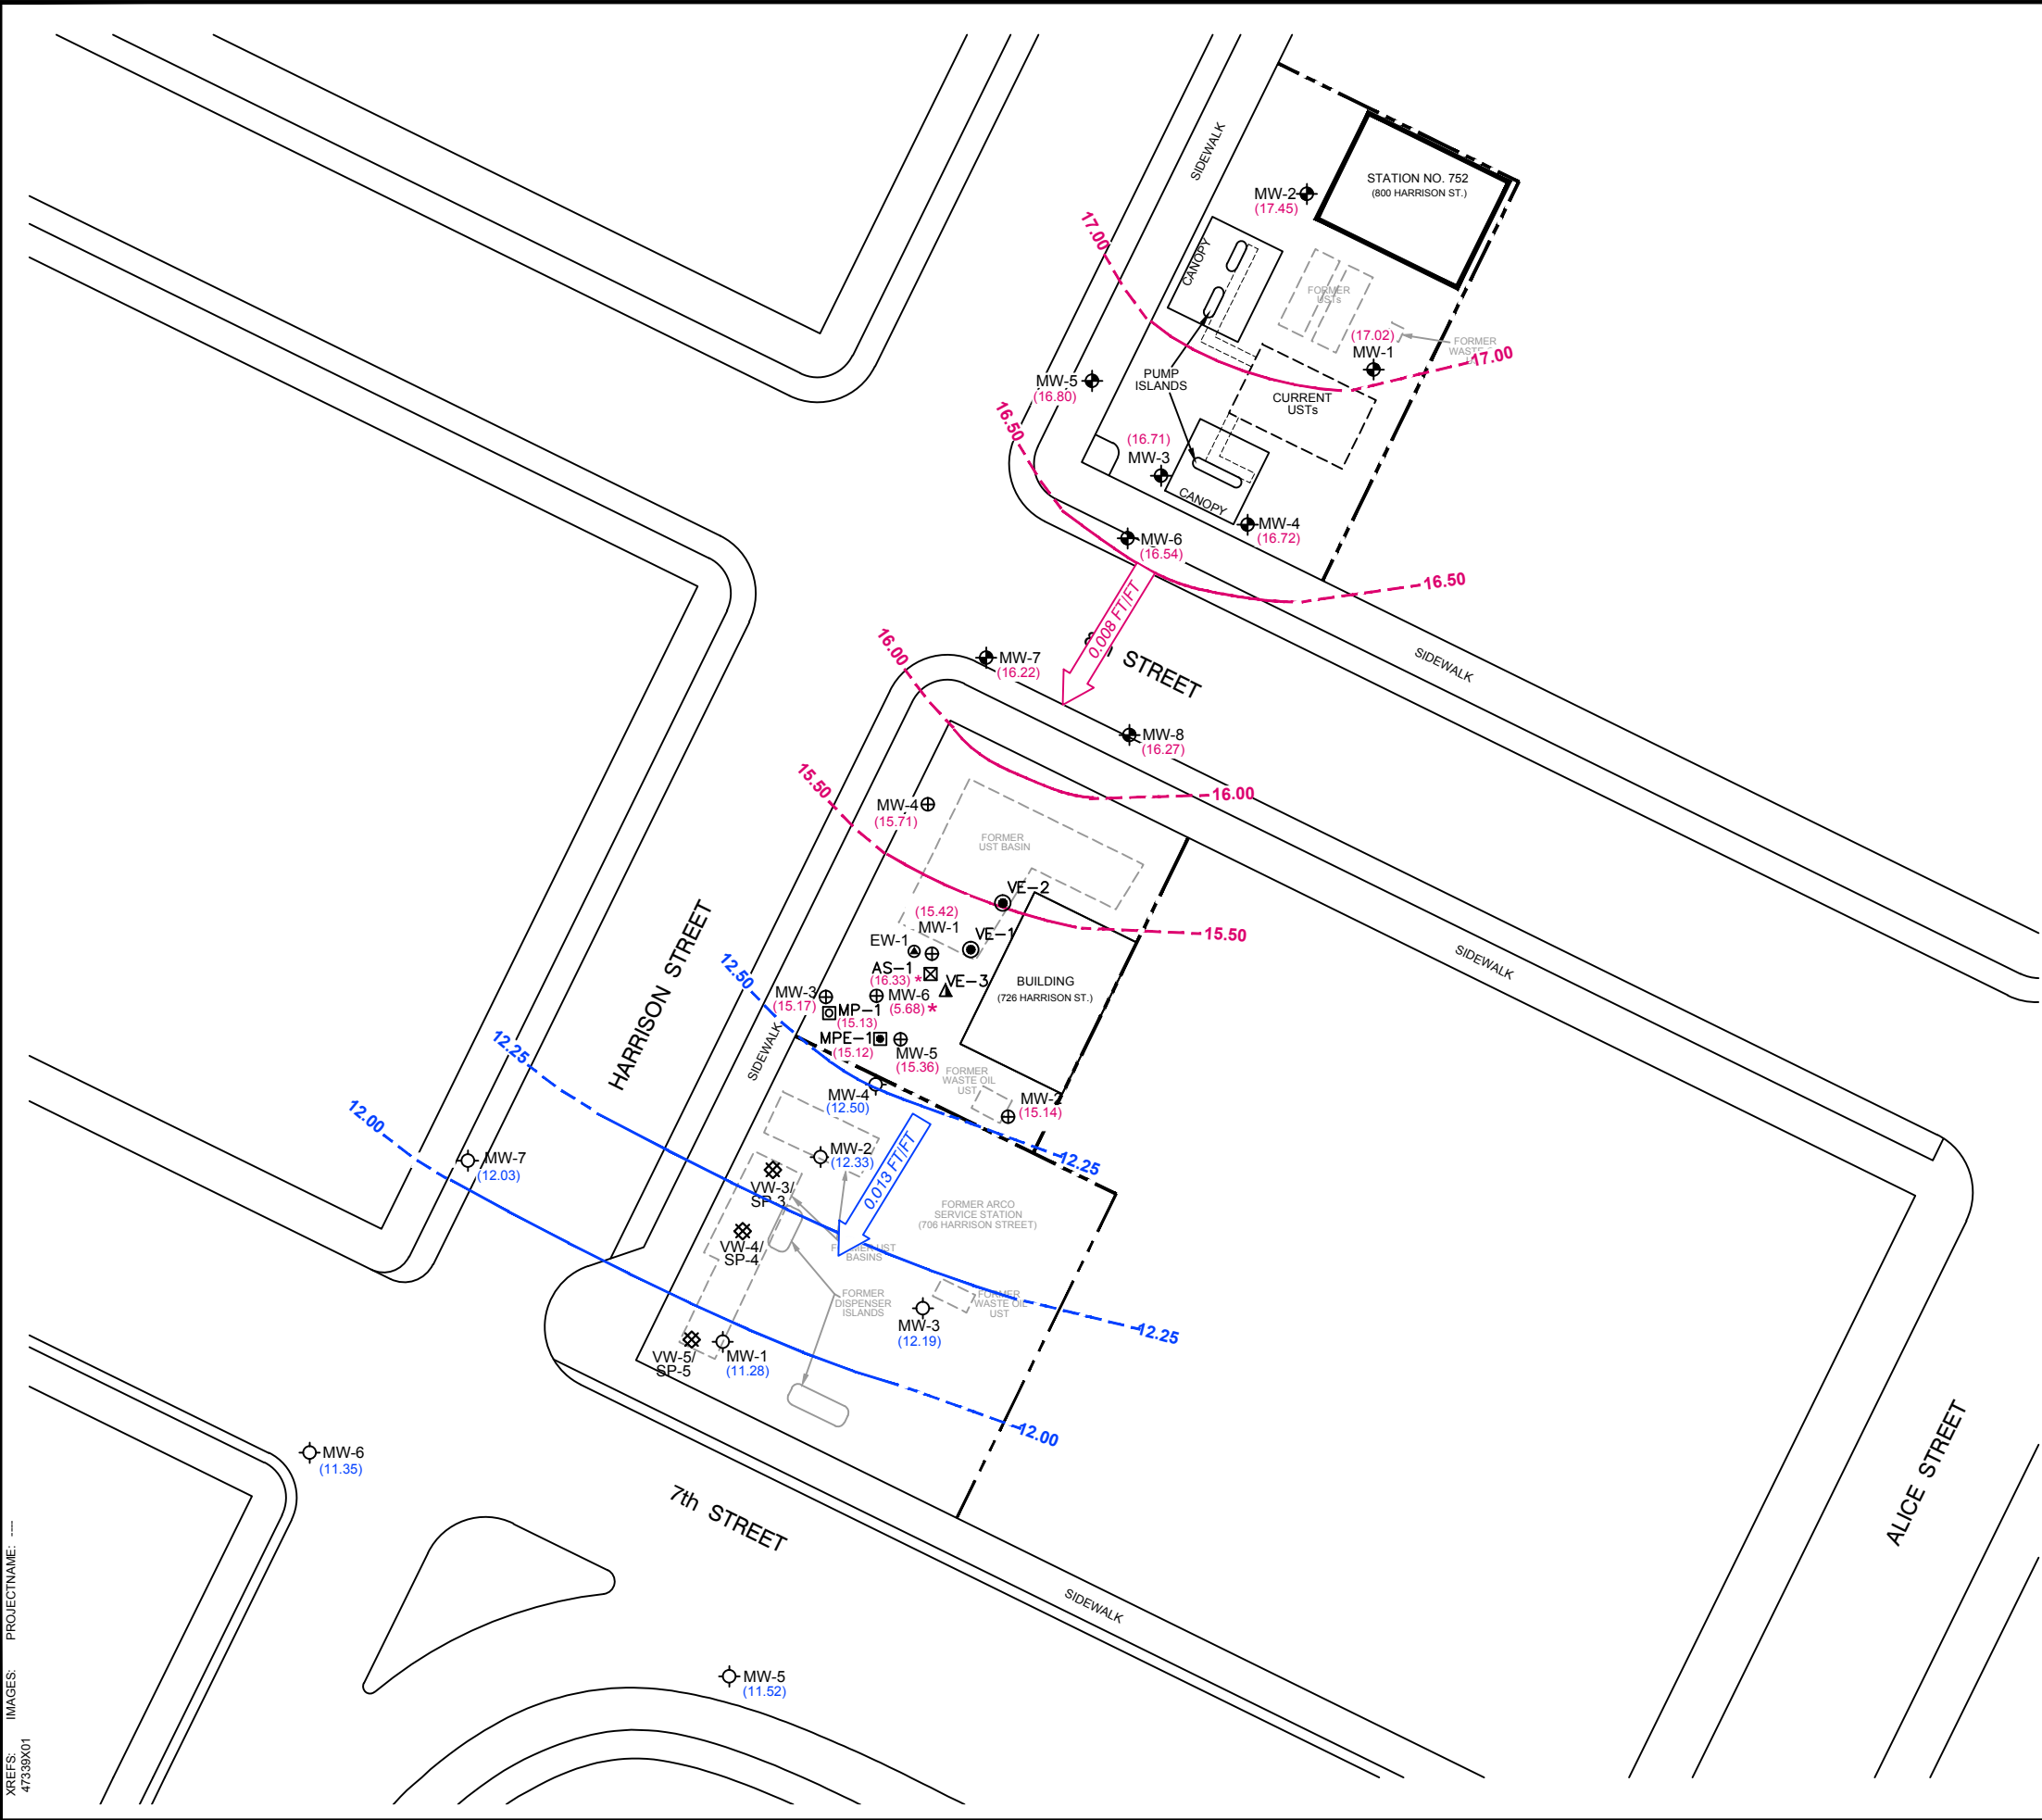 SIDEWALK
STATION NO. 752
(800 HARRISON ST.)
MW-2
(17.45)
17.00
CANOPY
FORMER
USTs
(17.02)
MW-1
FORMER
WASTE
17.00
MW-5
(16.80)
PUMP
ISLANDS
CURRENT
USTs
16.50
(16.71)
MW-3
CANOPY
MW-4
(16.72)
MW-6
(16.54)
16.50
0.008 FT/FT
STREET
SIDEWALK
16.00
MW-7
(16.22)
MW-8
(16.27)
16.00
15.50
MW-4
(15.71)
FORMER
UST BASIN
VE-2
15.50
(15.42)
MW-1
EW-1
VE-1
AS-1
(16.33) *
VE-3
BUILDING
(726 HARRISON ST.)
SIDEWALK
HARRISON STREET
12.50
MW-3
(15.17)
MW-6
(5.68) *
MP-1
(15.13)
MPE-1
(15.12)
MW-5
(15.36)
SIDEWALK
12.25
FORMER
WASTE OIL
UST
MW-4
(12.50)
MW-2
(15.14)
12.00
0.013 FT/FT
MW-7
(12.03)
MW-2
(12.33)
12.25
VW-3/
SP-3
FORMER ARCO
SERVICE STATION
(706 HARRISON STREET)
VW-4/
SP-4
FORMER UST
BASINS
FORMER
DISPENSER
ISLANDS
FORMER
WASTE OIL
UST
MW-3
(12.19)
12.25
VW-5/
SP-5
MW-1
(11.28)
12.00
MW-6
(11.35)
7th STREET
ALICE STREET
SIDEWALK
MW-5
(11.52)
XREFS: IMAGES: PROJECTNAME: ----
47339X01